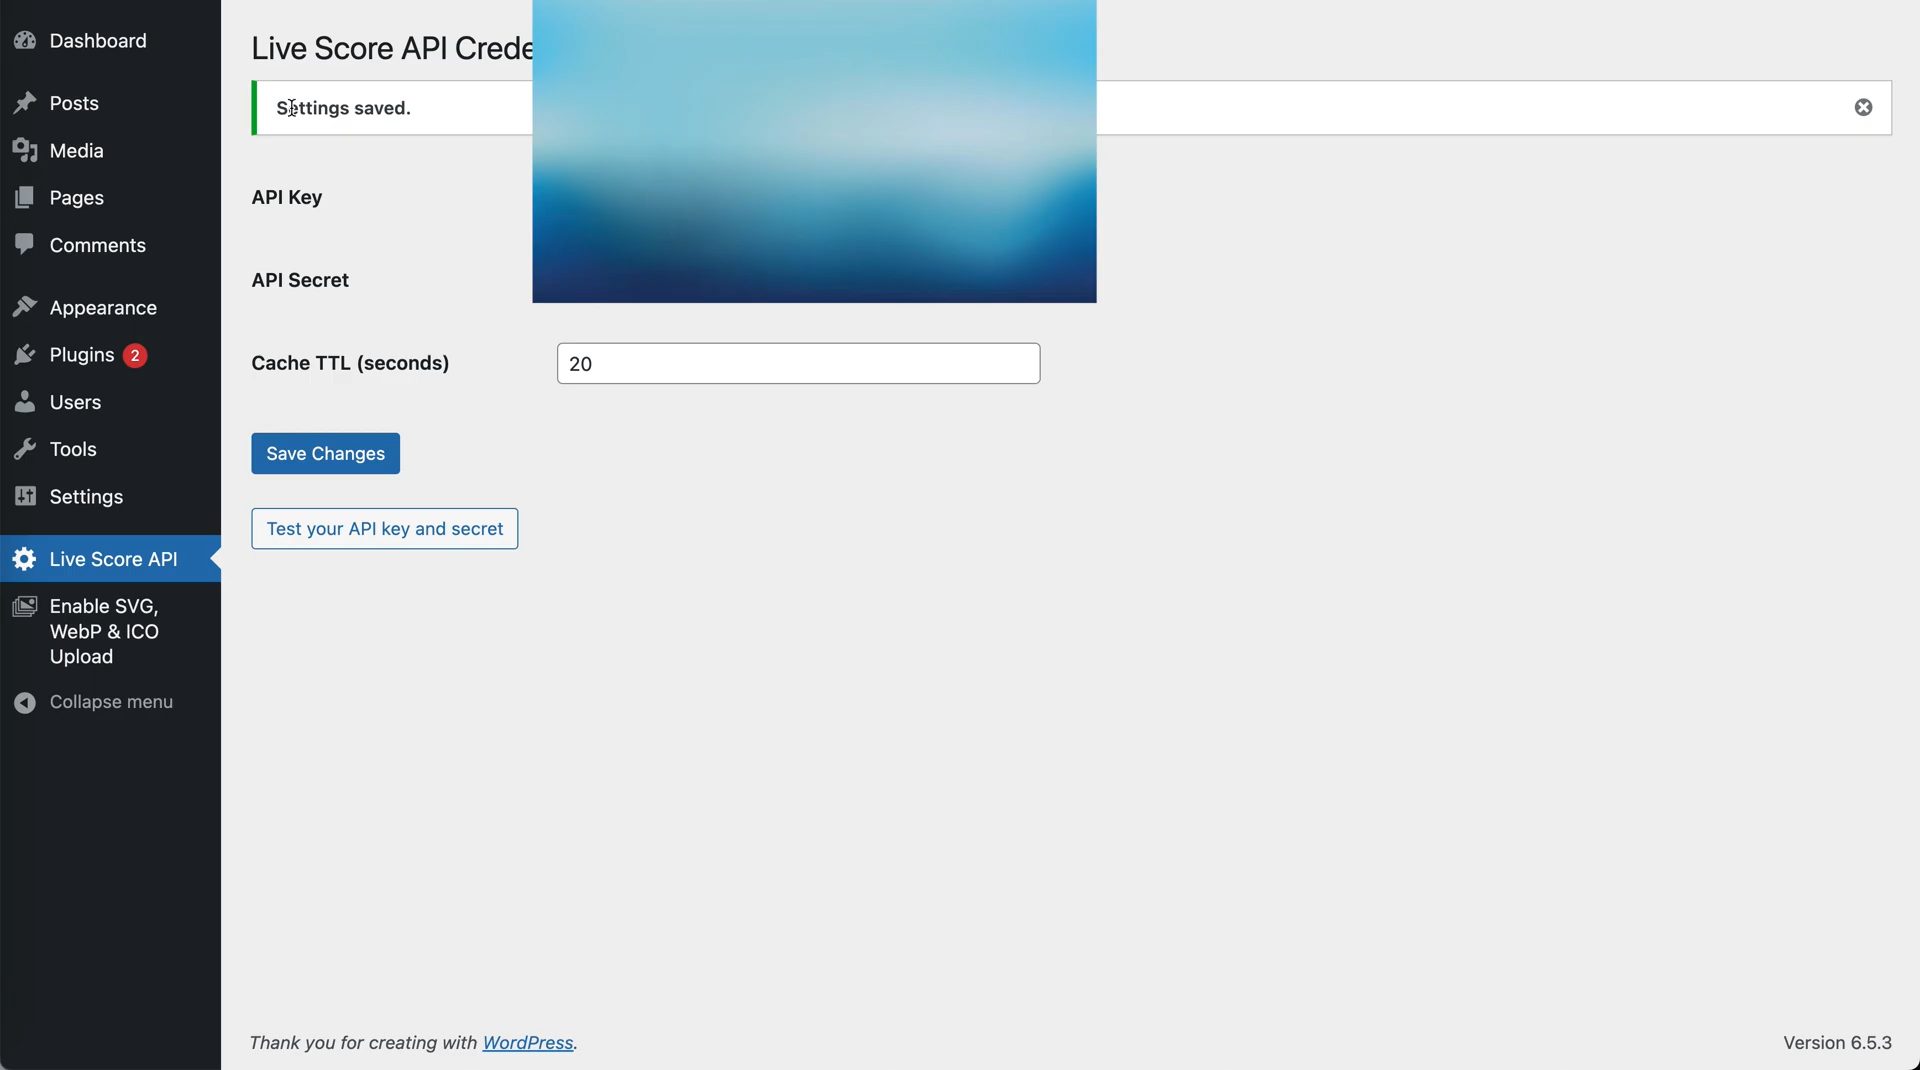 Dashboard
Posts
Media
Pages
Comments
Appearance
Plugins 2
Users
Tools
Settings
Live Score API
Enable SVG,
WebP & ICO
Upload
Collapse menu
Live Score API Crede
Settings saved.
API Key
API Secret
Cache TTL (seconds)
20
Save Changes
Test your API key and secret
Thank you for creating with WordPress.
Version 6.5.3